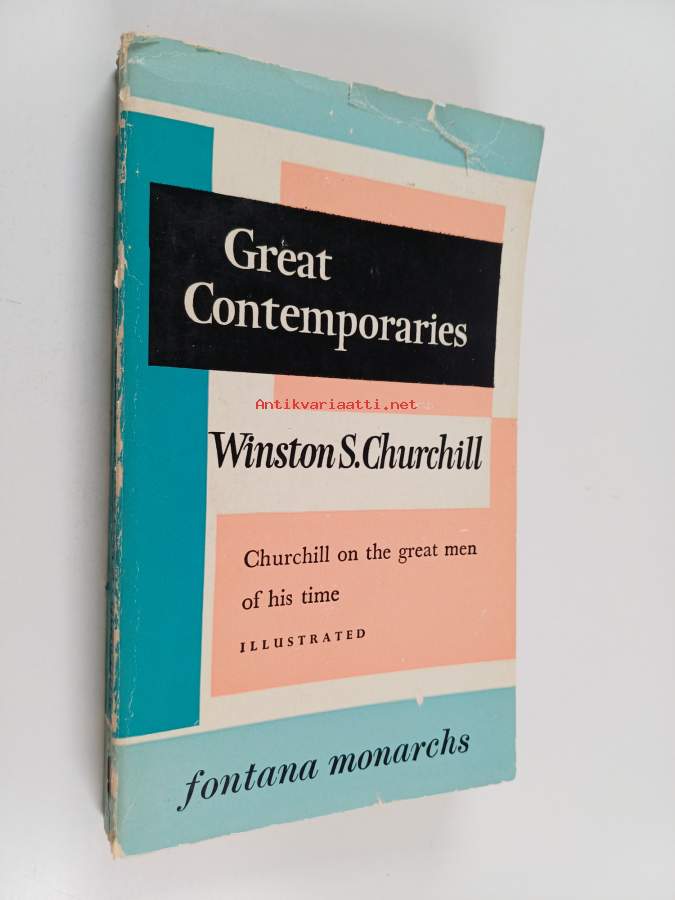 Great
Contemporaries
Antikvariaatti.net
Winston S. Churchill
Churchill on the great men
of his time
ILLUSTRATED
fontana monarchs